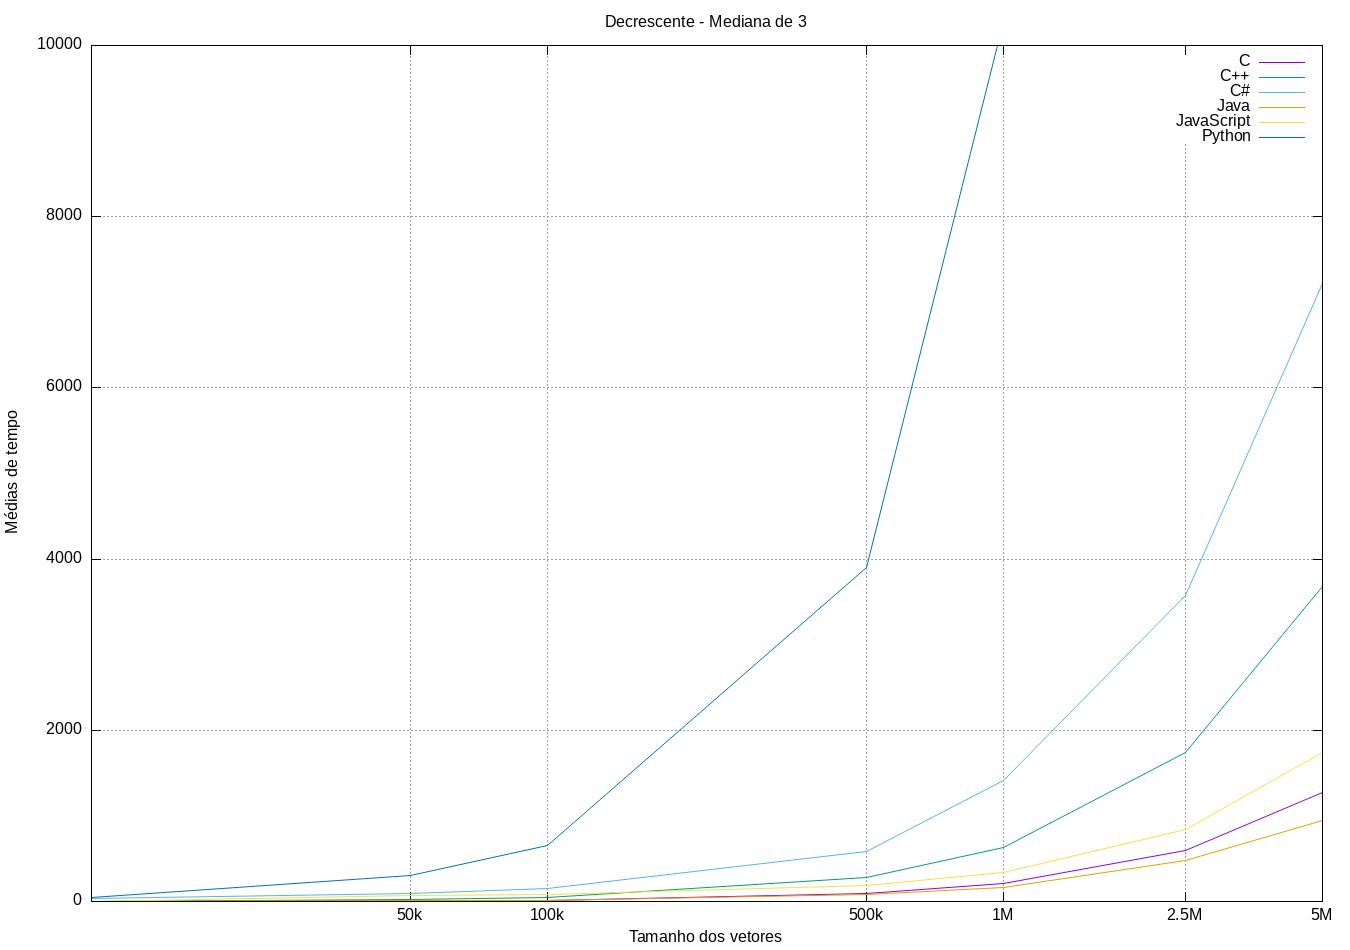 Decrescente - Mediana de 3
10000
8000
6000
4000
2000
0
Médias de tempo
C
C++
C#
Java
JavaScript
Python
50k
100k
500k
1M
2.5M
5M
Tamanho dos vetores